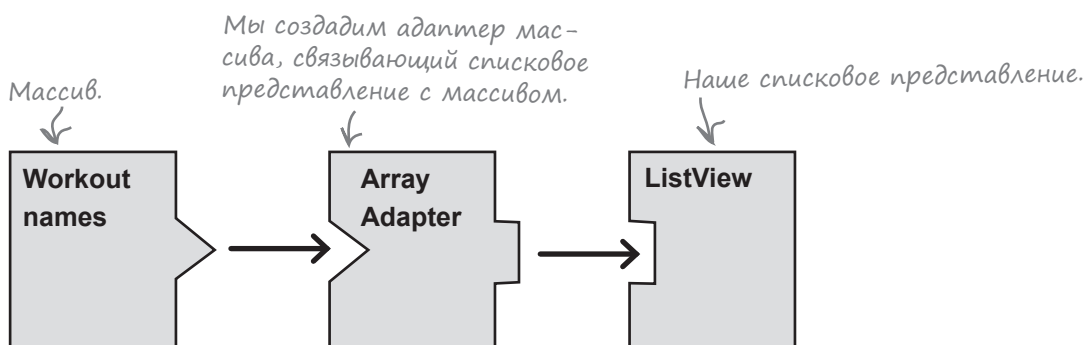 Массив.
Мы создадим адаптер мас-
сива, связывающий списковое
представление с массивом.
Наше списковое представление.
Workout
names
Array
Adapter
ListView